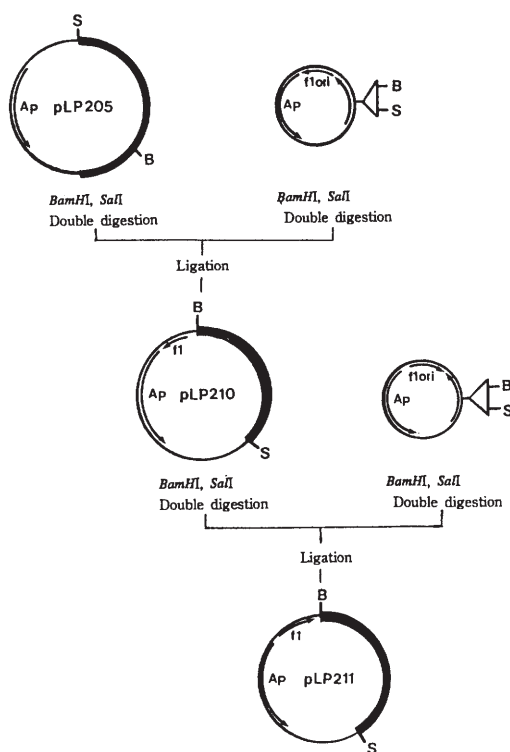 S
Ap pLP205
B
f1ori
Ap
B
S
BamHI, SalI
Double digestion
BamHI, SalI
Double digestion
Ligation
B
f1
Ap pLP210
S
f1ori
Ap
B
S
BamHI, SalI
Double digestion
BamHI, SalI
Double digestion
Ligation
B
f1
Ap pLP211
S